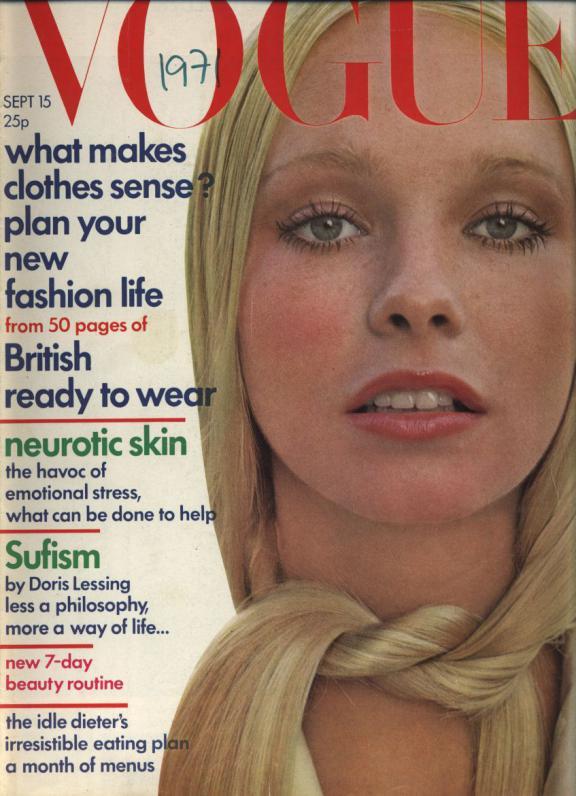 VOGUE
1971
SEPT 15
25p
what makes
clothes sense?
plan your
new
fashion life
from 50 pages of
British
ready to wear
neurotic skin
the havoc of
emotional stress,
what can be done to help
Sufism
by Doris Lessing
less a philosophy,
more a way of life...
new 7-day
beauty routine
the idle dieter's
irresistible eating plan
a month of menus